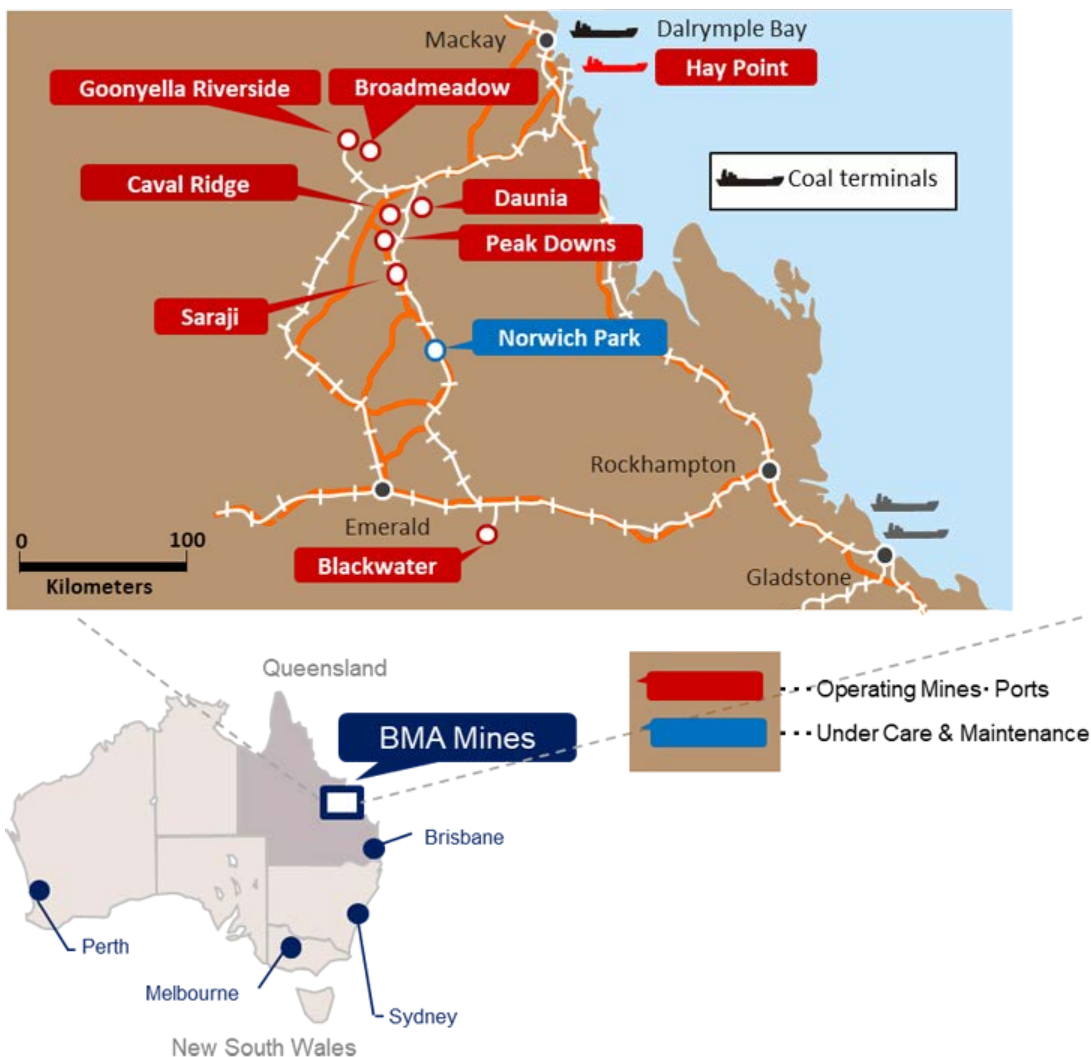 Mackay
Dalrymple Bay
Hay Point
Goonyella Riverside
Broadmeadow
Coal terminals
Caval Ridge
Daunia
Peak Downs
Saraji
Norwich Park
Rockhampton
Emerald
0 100
Kilometers
Blackwater
Gladstone
Queensland
BMA Mines
Operating Mines· Ports
Under Care & Maintenance
Brisbane
Perth
Melbourne
Sydney
New South Wales